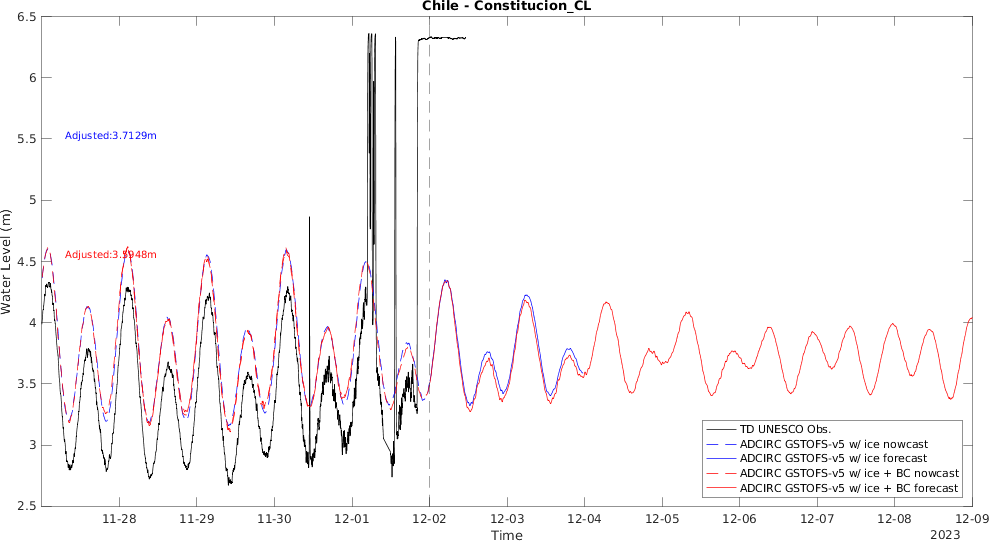 Chile - Constitucion_CL
6.5
6
5.5
5
4.5
4
3.5
3
2.5
Water Level (m)
Adjusted:3.7129m
Adjusted:3.5948m
TD UNESCO Obs.
ADCIRC GSTOFS-v5 w/ ice nowcast
ADCIRC GSTOFS-v5 w/ ice forecast
ADCIRC GSTOFS-v5 w/ ice + BC nowcast
ADCIRC GSTOFS-v5 w/ ice + BC forecast
11-28 11-29 11-30 12-01 12-02 12-03 12-04 12-05 12-06 12-07 12-08 12-09
Time
2023